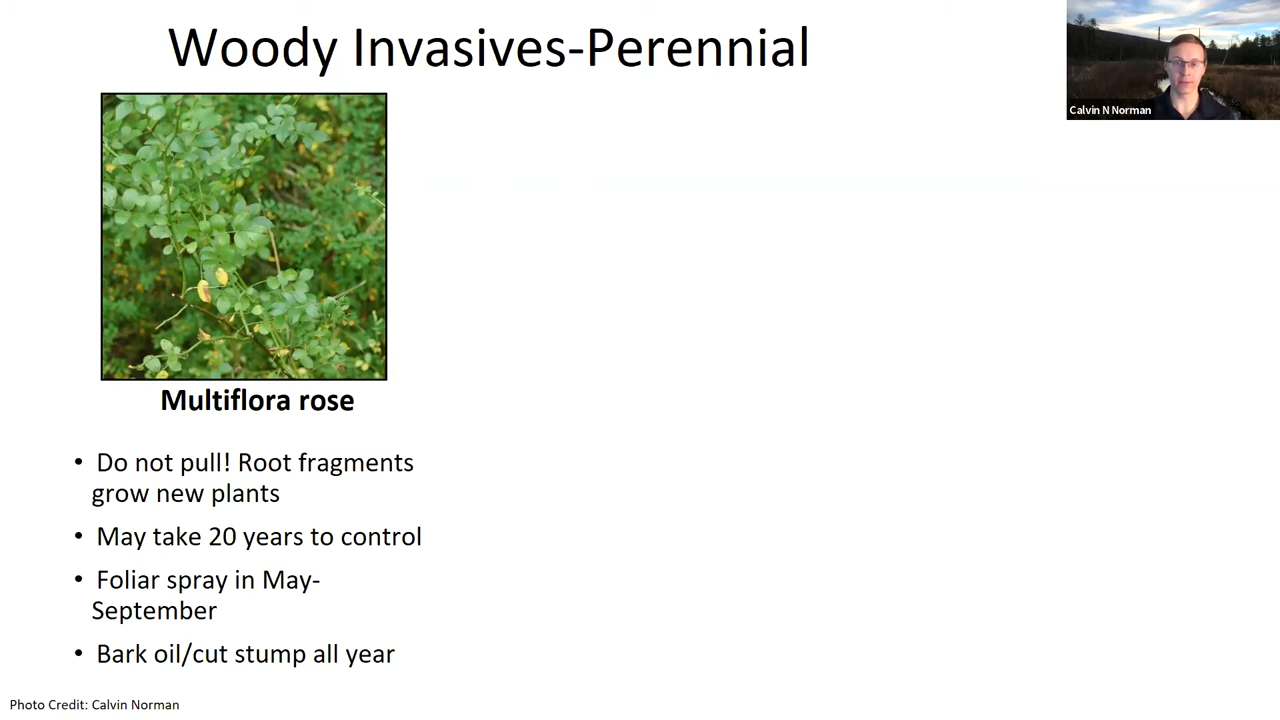 Woody Invasives-Perennial
Calvin N Norman
Multiflora rose
• Do not pull! Root fragments
grow new plants
• May take 20 years to control
• Foliar spray in May-
September
• Bark oil/cut stump all year
Photo Credit: Calvin Norman